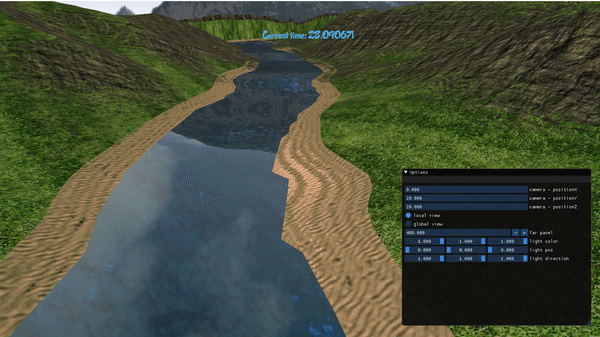 Current time: 28.090671
Options
0.000 camera - positionX
20.000 camera - positionY
20.000 camera - positionZ
local view
global view
400.000 - + far panel
1.000 1.000 1.000 light color
0.000 0.000 0.000 light pos
1.000 1.000 1.000 light direction